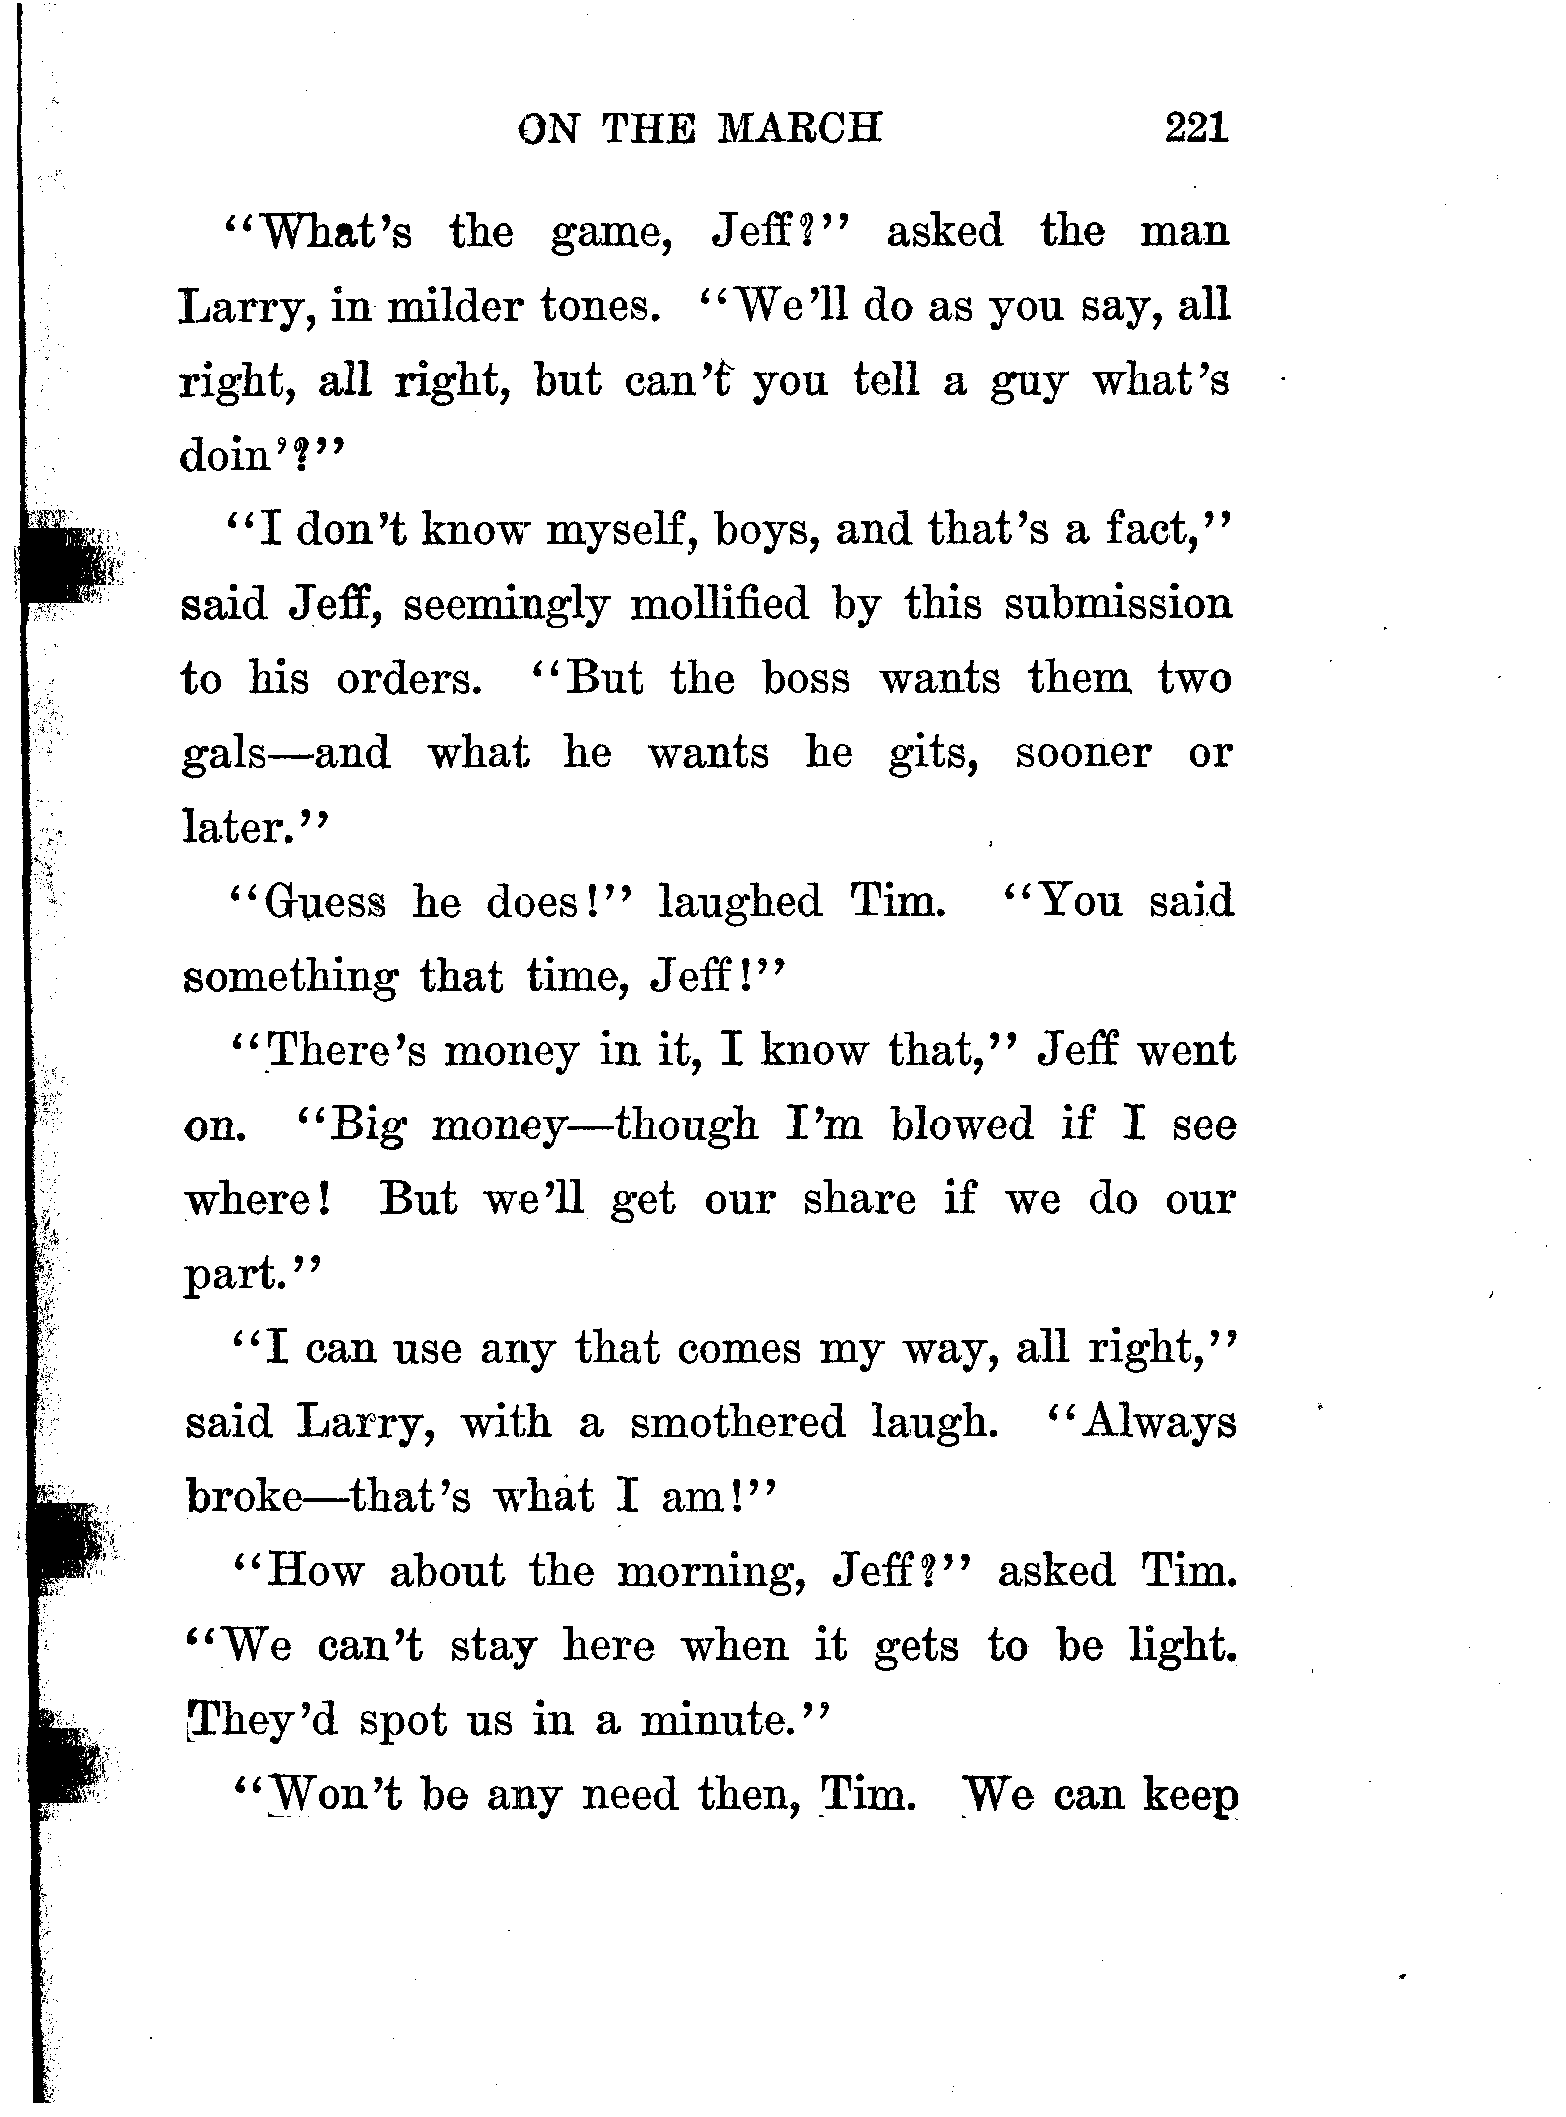 ON THE MARCH 221
"What's the game, Jeff?" asked the man
Larry, in milder tones. "We'll do as you say, all
right, all right, but can't you tell a guy what's
doin'?"
"I don't know myself, boys, and that's a fact,"
said Jeff, seemingly mollified by this submission
to his orders. "But the boss wants them two
gals—and what he wants he gits, sooner or
later."
"Guess he does!" laughed Tim. "You said
something that time, Jeff!"
"There's money in it, I know that," Jeff went
on. "Big money—though I'm blowed if I see
where! But we'll get our share if we do our
part."
"I can use any that comes my way, all right,"
said Larry, with a smothered laugh. "Always
broke—that's what I am!"
"How about the morning, Jeff?" asked Tim.
"We can't stay here when it gets to be light.
They'd spot us in a minute."
"Won't be any need then, Tim. We can keep